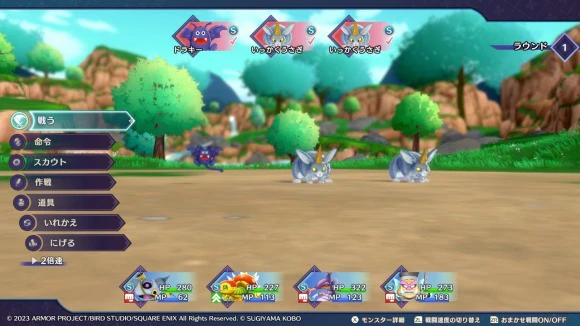 S
ドラキー
S
いっかくうさぎ
S
いっかくうさぎ
ラウンド 1
戦う
命令
スカウト
作戦
道具
いれかえ
にげる
2倍速
S HP 280
MP 62
S HP 227
MP 113
S HP 322
MP 123
S HP 273
MP 183
© 2023 ARMOR PROJECT/BIRD STUDIO/SQUARE ENIX All Rights Reserved. © SUGIYAMA KOBO
モンスター詳細 戦闘速度の切り替え おまかせ戦闘ON/OFF